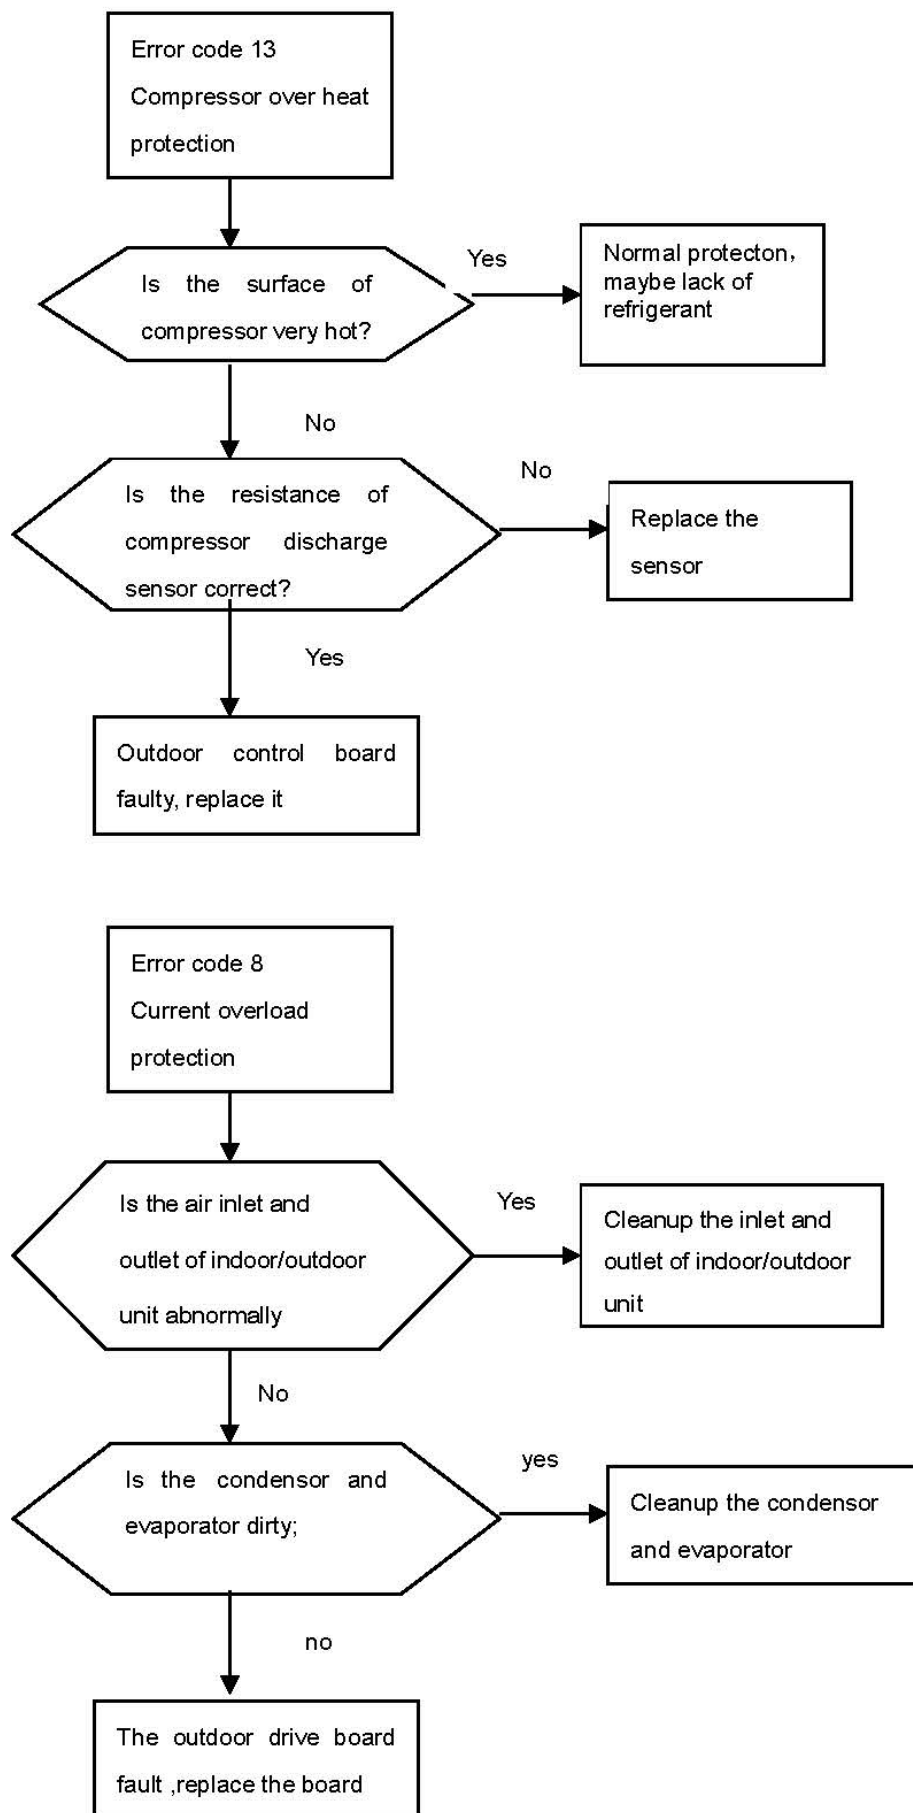 Error code 13
Compressor over heat
protection
Yes
Is the surface of
compressor very hot?
Normal protecton,
maybe lack of
refrigerant
No
Is the resistance of
compressor discharge
sensor correct?
No
Replace the
sensor
Yes
Outdoor control board
faulty, replace it
Error code 8
Current overload
protection
Is the air inlet and
outlet of indoor/outdoor
unit abnormally
Yes
Cleanup the inlet and
outlet of indoor/outdoor
unit
No
Is the condensor and
evaporator dirty;
yes
Cleanup the condensor
and evaporator
no
The outdoor drive board
fault ,replace the board